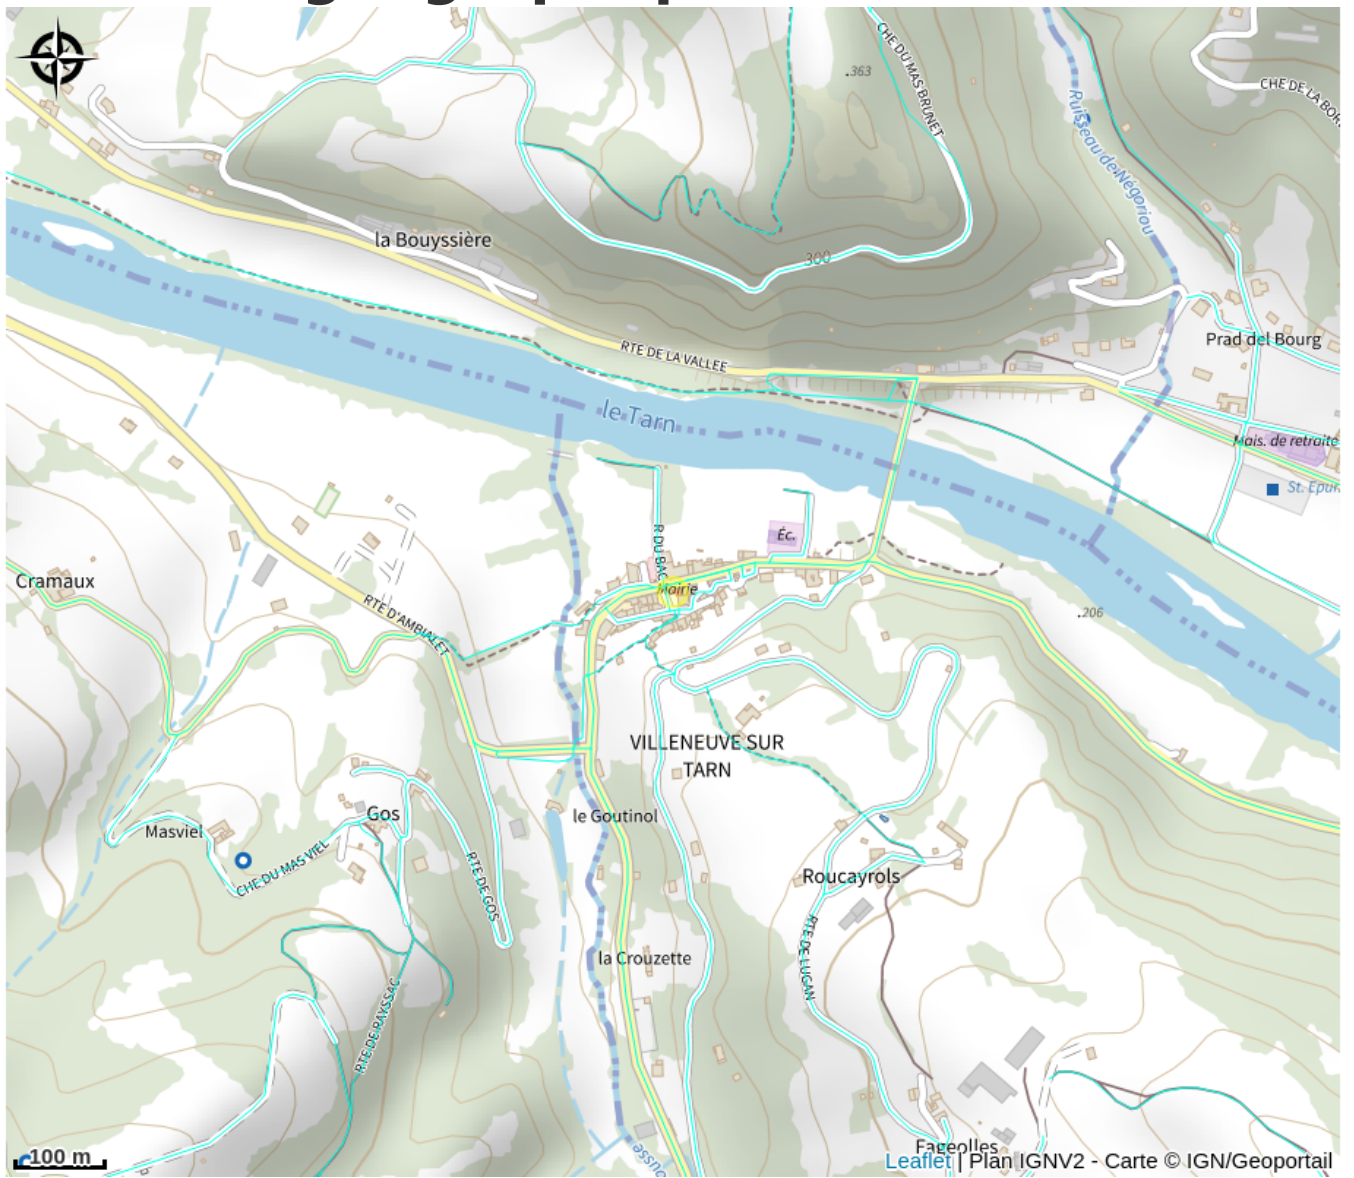 CHE DU MAS BRUNET
.363
CHE DE LA BOR
Ruisseau de Négoriou
la Bouyssière
300
RTE DE LA VALLEE
Prad del Bourg
le Tarn
Mais. de retraite
St. Epur
R DU BAC
Éc.
Cramaux
Mairie
RTE D'AMBIALET
.206
VILLENEUVE SUR
TARN
le Goutinol
Gos
Masviel
CHE DU MAS VIEL
RTE DE GOS
Roucayrols
RTE DE LUGAN
la Crouzette
RTE DE RAYSSAC
Fageolles
100 m
Leaflet | Plan IGNV2 - Carte © IGN/Geoportail